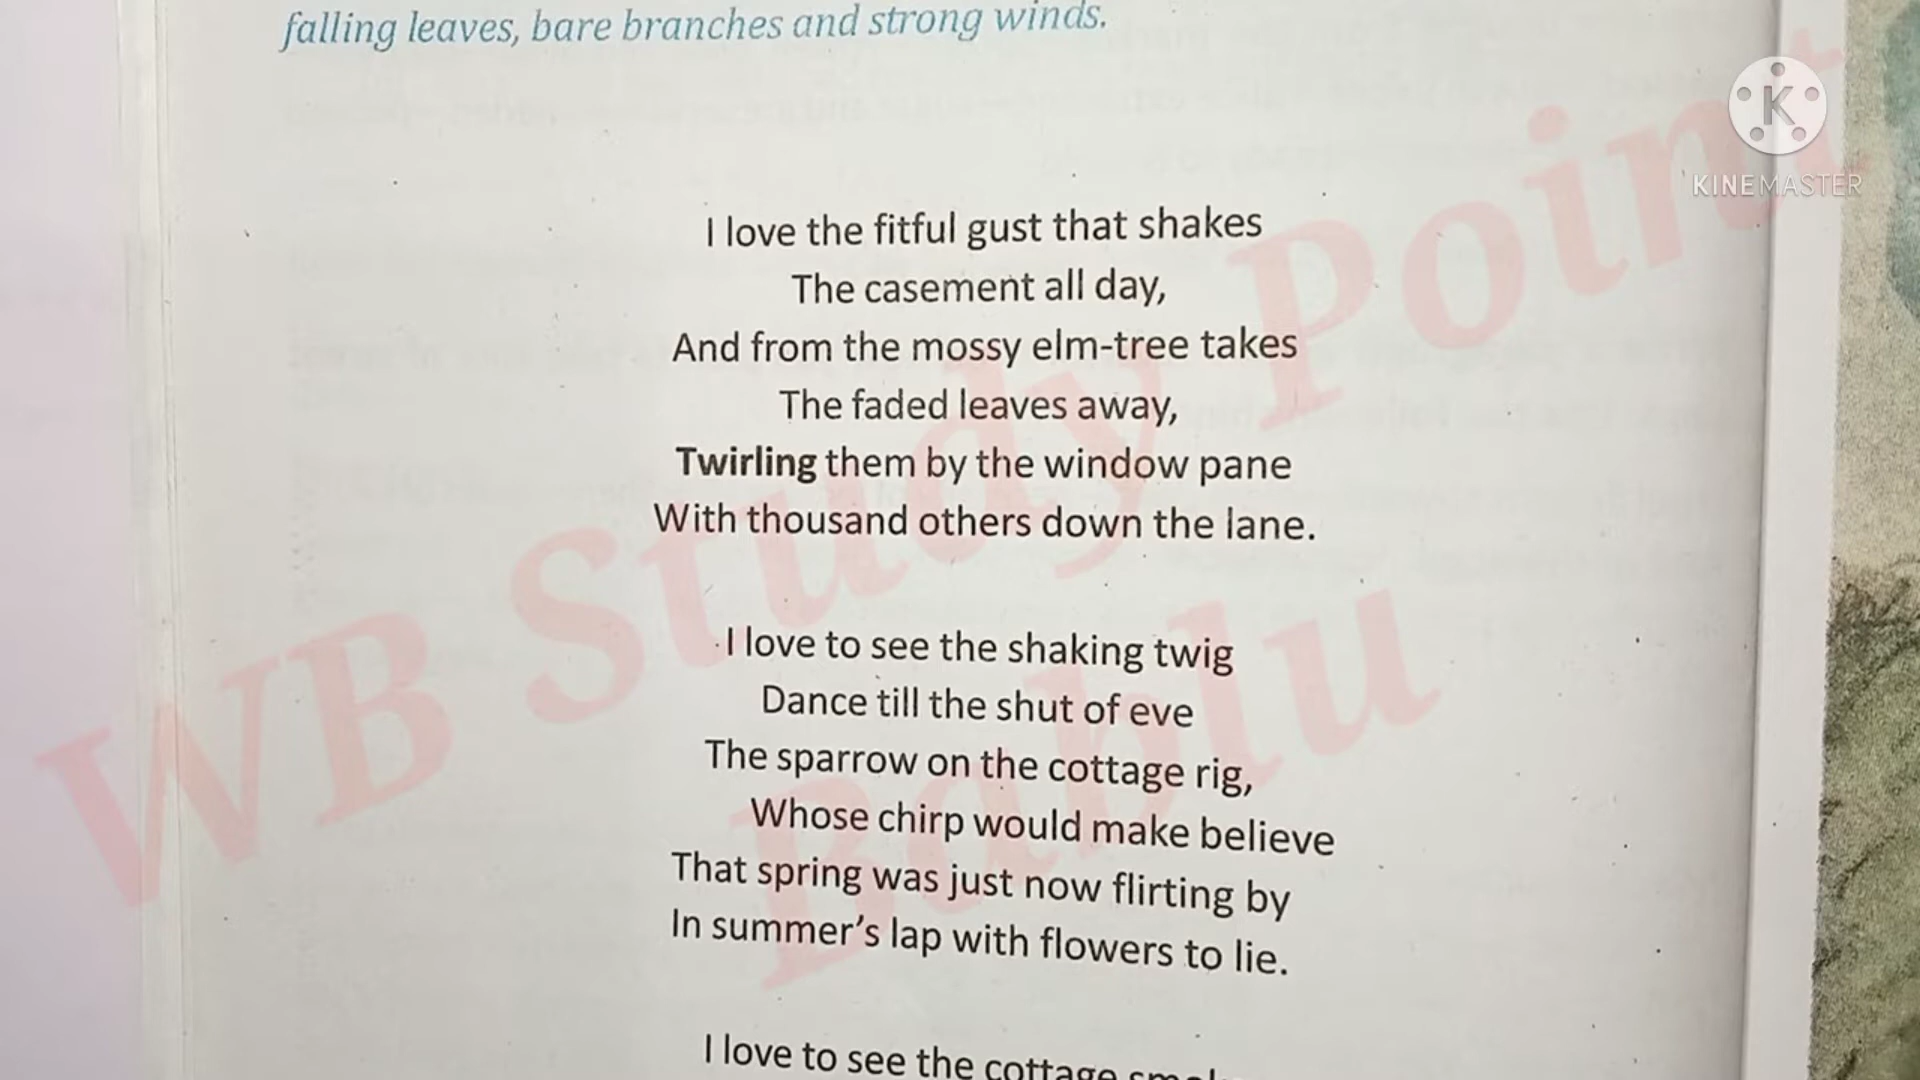 falling leaves, bare branches and strong winds.
KINEMASTER
I love the fitful gust that shakes
The casement all day,
And from the mossy elm-tree takes
The faded leaves away,
Twirling them by the window pane
With thousand others down the lane.
I love to see the shaking twig
Dance till the shut of eve
The sparrow on the cottage rig,
Whose chirp would make believe
That spring was just now flirting by
In summer's lap with flowers to lie.
I love to see the cottage
WB Study Point
Bablu